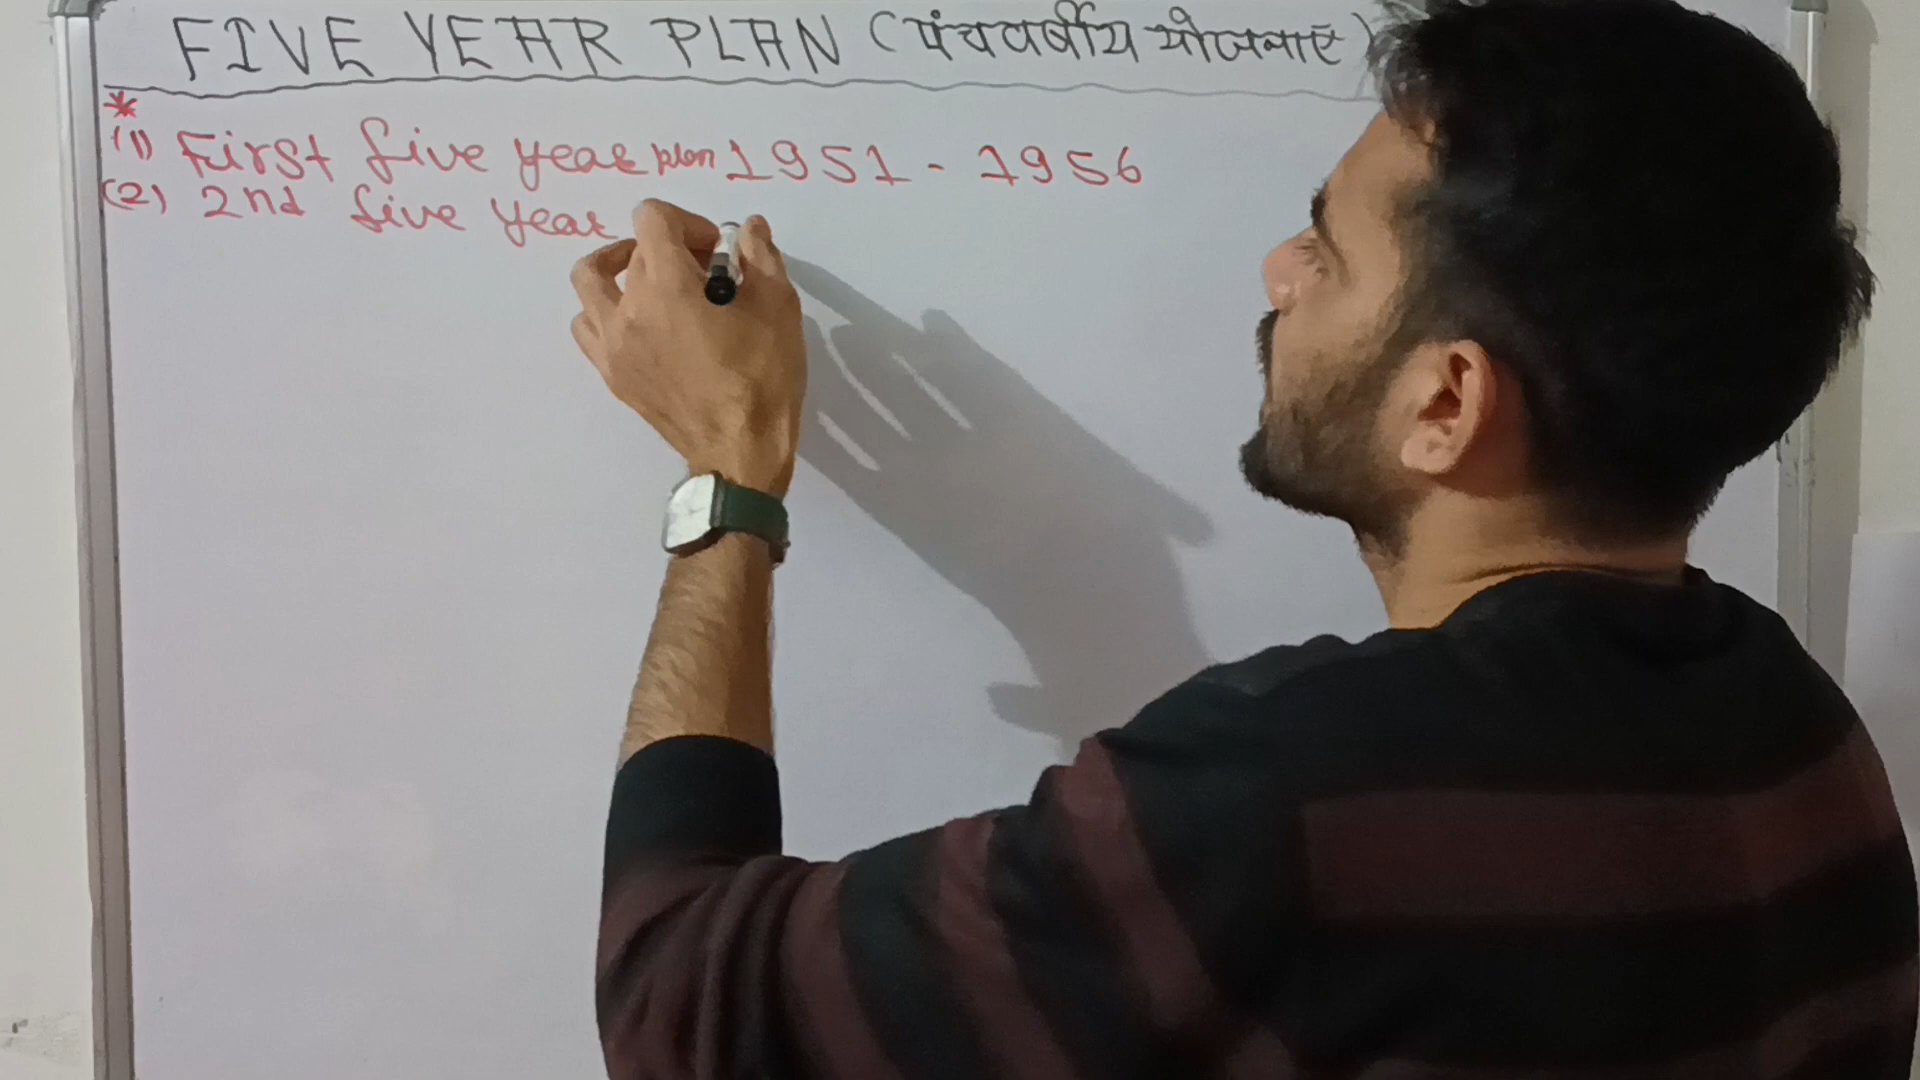 FIVE YEAR PLAN (पंचवर्षीय योजनाएं)
*
(1) First five year plan 1951 - 1956
(2) 2nd five year